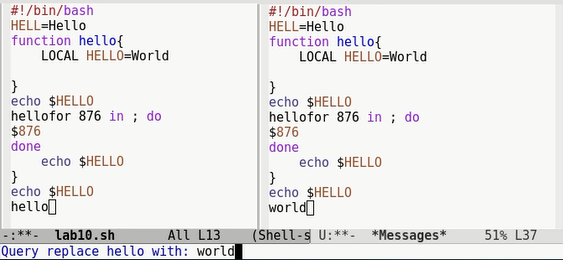 #!/bin/bash
HELL=Hello
function hello{
    LOCAL HELLO=World

}
echo $HELLO
hellofor 876 in ; do
$876
done
    echo $HELLO
}
echo $HELLO
hello
#!/bin/bash
HELL=Hello
function hello{
    LOCAL HELLO=World

}
echo $HELLO
hellofor 876 in ; do
$876
done
    echo $HELLO
}
echo $HELLO
world
-:**-  lab10.sh       All L13    (Shell-s
U:**-  *Messages*     51% L37
Query replace hello with: world